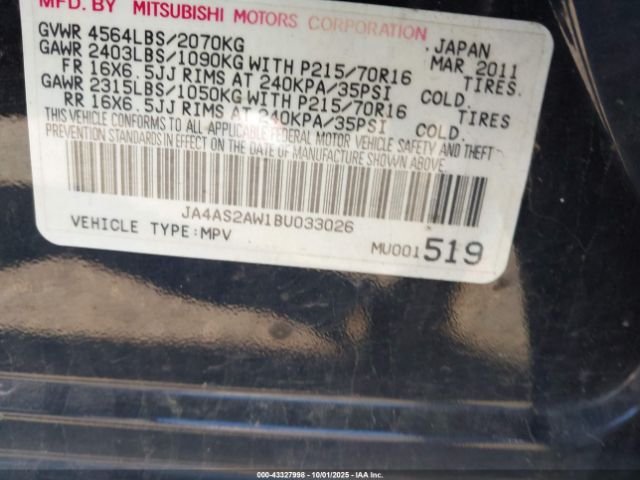 MFD. BY MITSUBISHI MOTORS CORPORATION
GVWR 4564LBS/2070KG JAPAN
GAWR 2403LBS/1090KG WITH P215/70R16 MAR 2011
FR 16X6.5JJ RIMS AT 240KPA/35PSI COLD. TIRES.
GAWR 2315LBS/1050KG WITH P215/70R16 TIRES
RR 16X6.5JJ RIMS AT 240KPA/35PSI COLD.
THIS VEHICLE CONFORMS TO ALL APPLICABLE FEDERAL MOTOR VEHICLE SAFETY AND THEFT
PREVENTION STANDARDS IN EFFECT ON THE DATE OF MANUFACTURE SHOWN ABOVE.
JA4AS2AW1BU033026
VEHICLE TYPE:MPV MU001519
000-43327998 10/01/2025 IAA Inc.